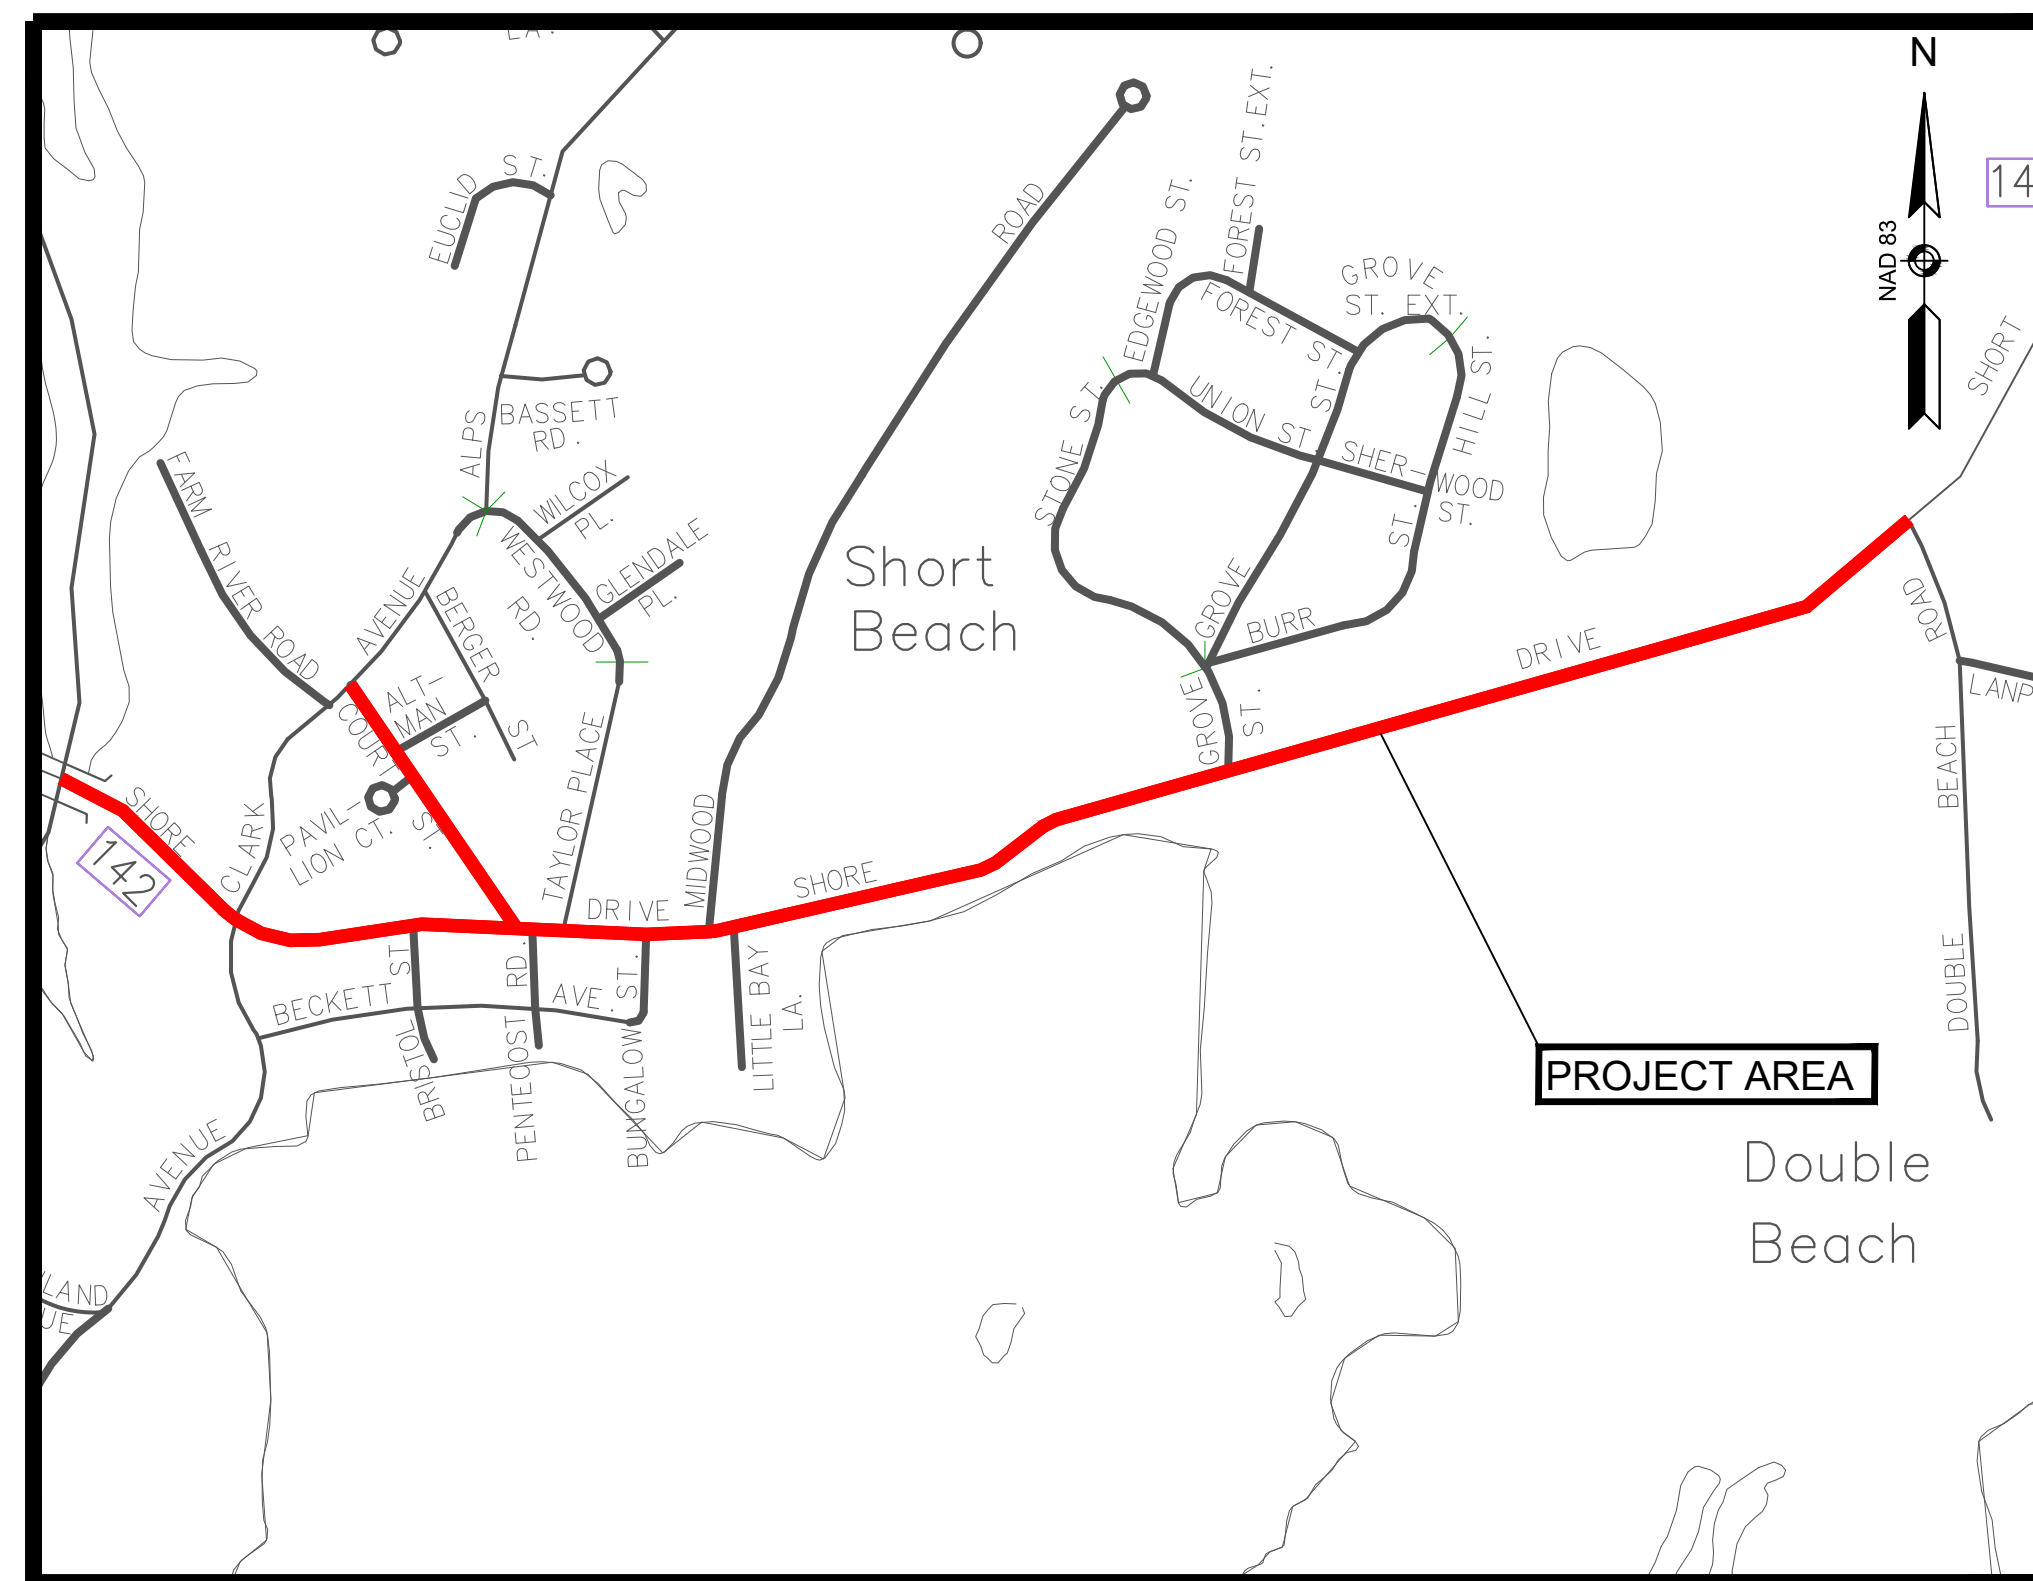 LA.
N
14
NAD 83
EUCLID ST.
ROAD
EDGEWOOD ST.
FOREST ST. EXT.
GROVE
ST. EXT.
FOREST ST.
SHORT
ALPS
BASSETT
RD.
STONE ST.
UNION ST
ST.
HILL ST.
SHER-
WOOD
ST.
ST.
FARM RIVER ROAD
WILCOX
PL.
GLENDALE
PL.
WESTWOOD
RD.
AVENUE
BERGER
ST
Short
Beach
GROVE
BURR
DRIVE
ROAD
LANP
ALT-
MAN
ST.
COURT
ST.
PAVIL-
LION CT.
TAYLOR PLACE
GROVE
ST.
BEACH
SHORE
142
CLARK
MIDWOOD
SHORE
DRIVE
BECKETT
AVE.
BRISTOL
ST
PENTECOST RD.
BUNGALOW
ST.
LITTLE BAY
LA.
DOUBLE
PROJECT AREA
AVENUE
Double
Beach
LAND
UE